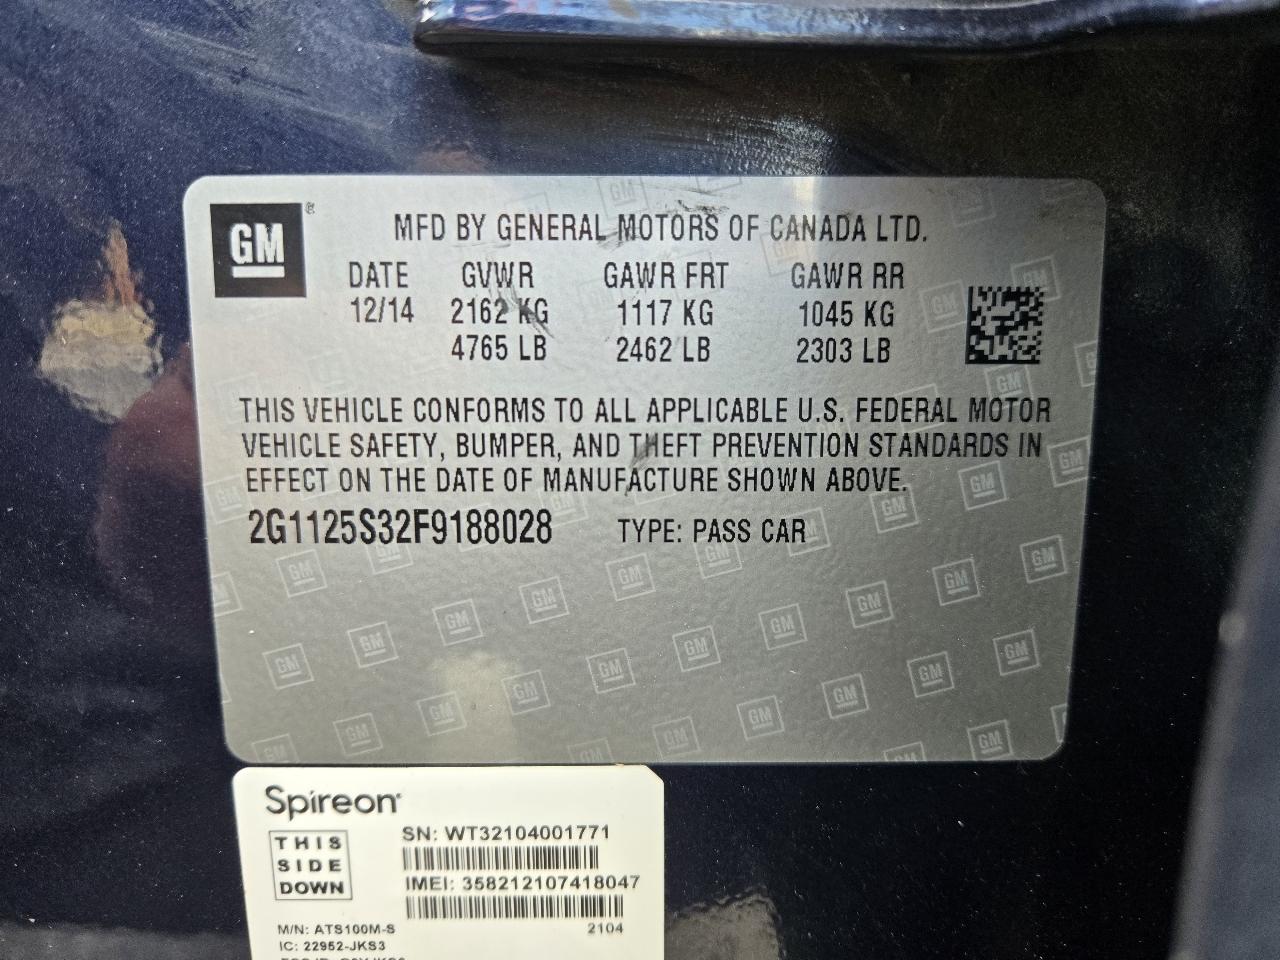 GM
MFD BY GENERAL MOTORS OF CANADA LTD.
DATE GVWR GAWR FRT GAWR RR
12/14 2162 KG 1117 KG 1045 KG
4765 LB 2462 LB 2303 LB
THIS VEHICLE CONFORMS TO ALL APPLICABLE U.S. FEDERAL MOTOR
VEHICLE SAFETY, BUMPER, AND THEFT PREVENTION STANDARDS IN
EFFECT ON THE DATE OF MANUFACTURE SHOWN ABOVE.
2G1125S32F9188028 TYPE: PASS CAR
Spireon
THIS
SIDE
DOWN
SN: WT32104001771
IMEI: 358212107418047
2104
M/N: ATS100M-S
IC: 22952-JKS3